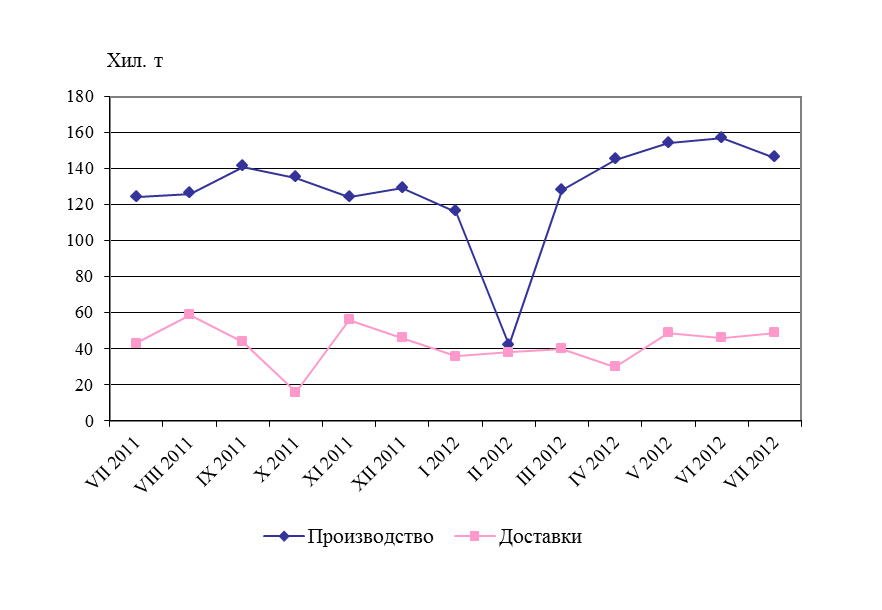 Хил. т
180
160
140
120
100
80
60
40
20
0
VII 2011
VIII 2011
IX 2011
X 2011
XI 2011
XII 2011
I 2012
II 2012
III 2012
IV 2012
V 2012
VI 2012
VII 2012
Производство
Доставки